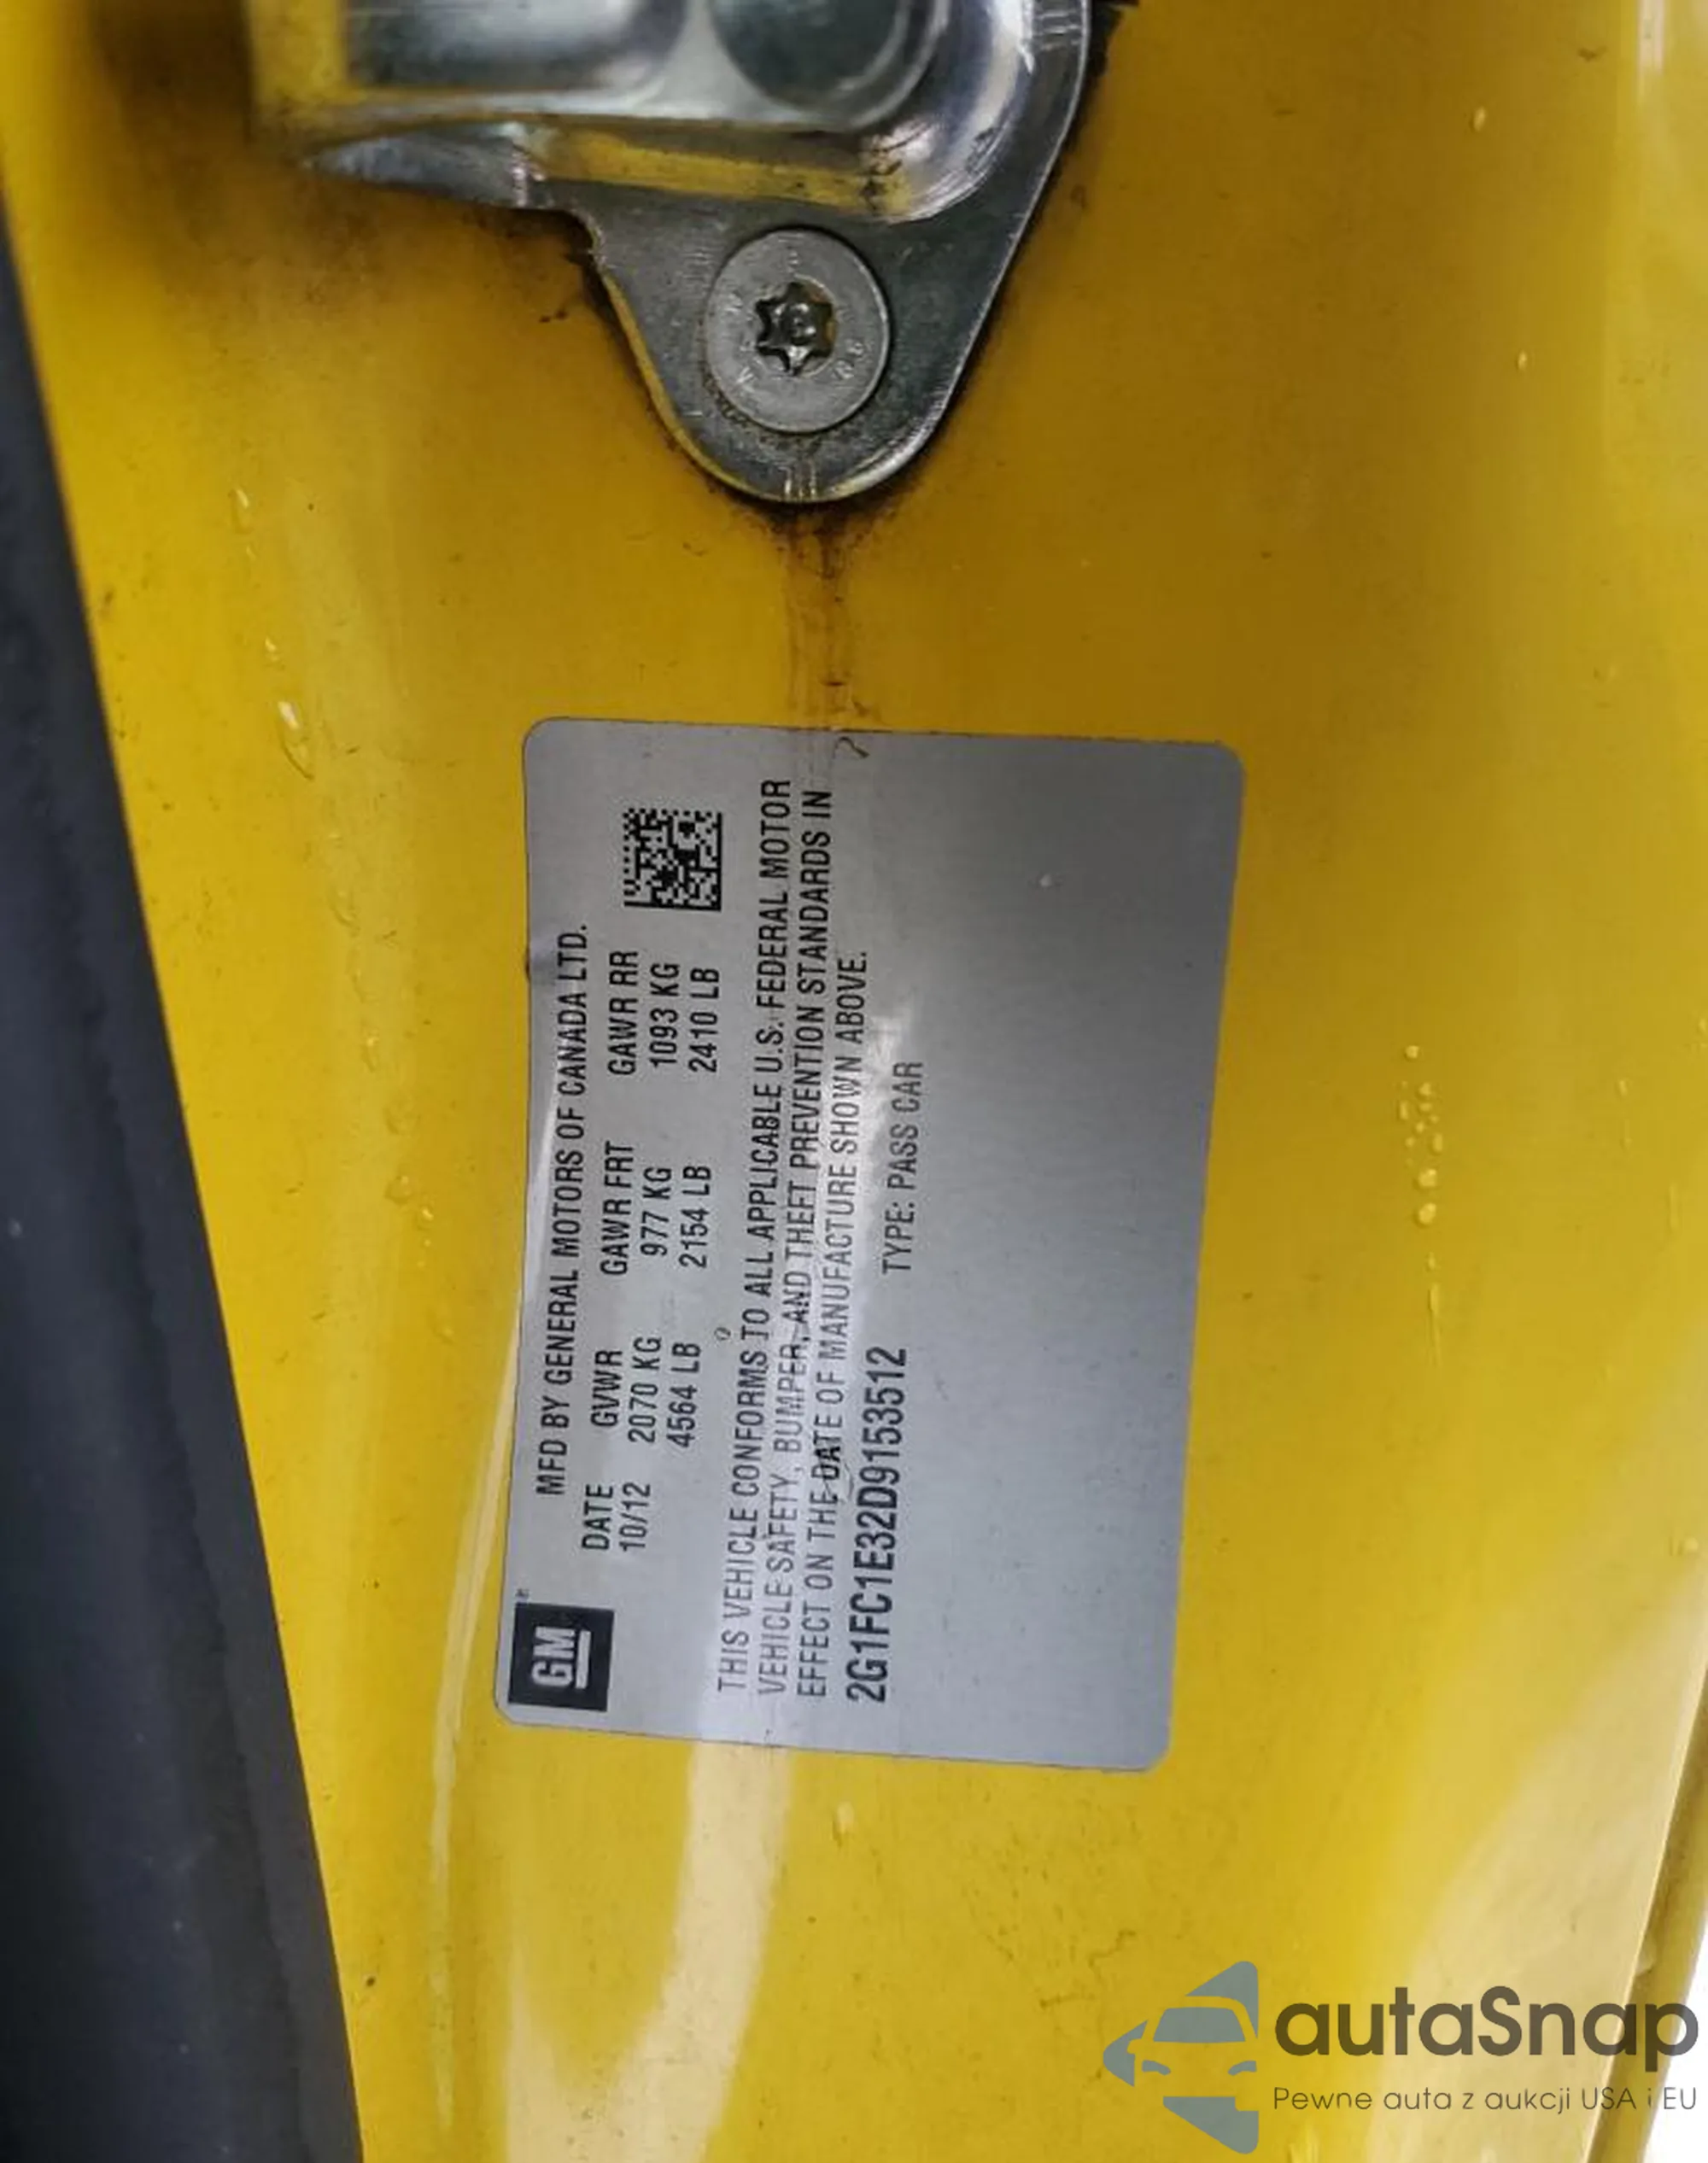 GM
MFD BY GENERAL MOTORS OF CANADA LTD.
DATE GVWR GAWR FRT GAWR RR
10/12 2070 KG 977 KG 1093 KG
4564 LB 2154 LB 2410 LB
THIS VEHICLE CONFORMS TO ALL APPLICABLE U.S. FEDERAL MOTOR
VEHICLE SAFETY, BUMPER, AND THEFT PREVENTION STANDARDS IN
EFFECT ON THE DATE OF MANUFACTURE SHOWN ABOVE.
2G1FC1E32D9153512 TYPE: PASS CAR
autaSnap
Pewne auta z aukcji USA i EU